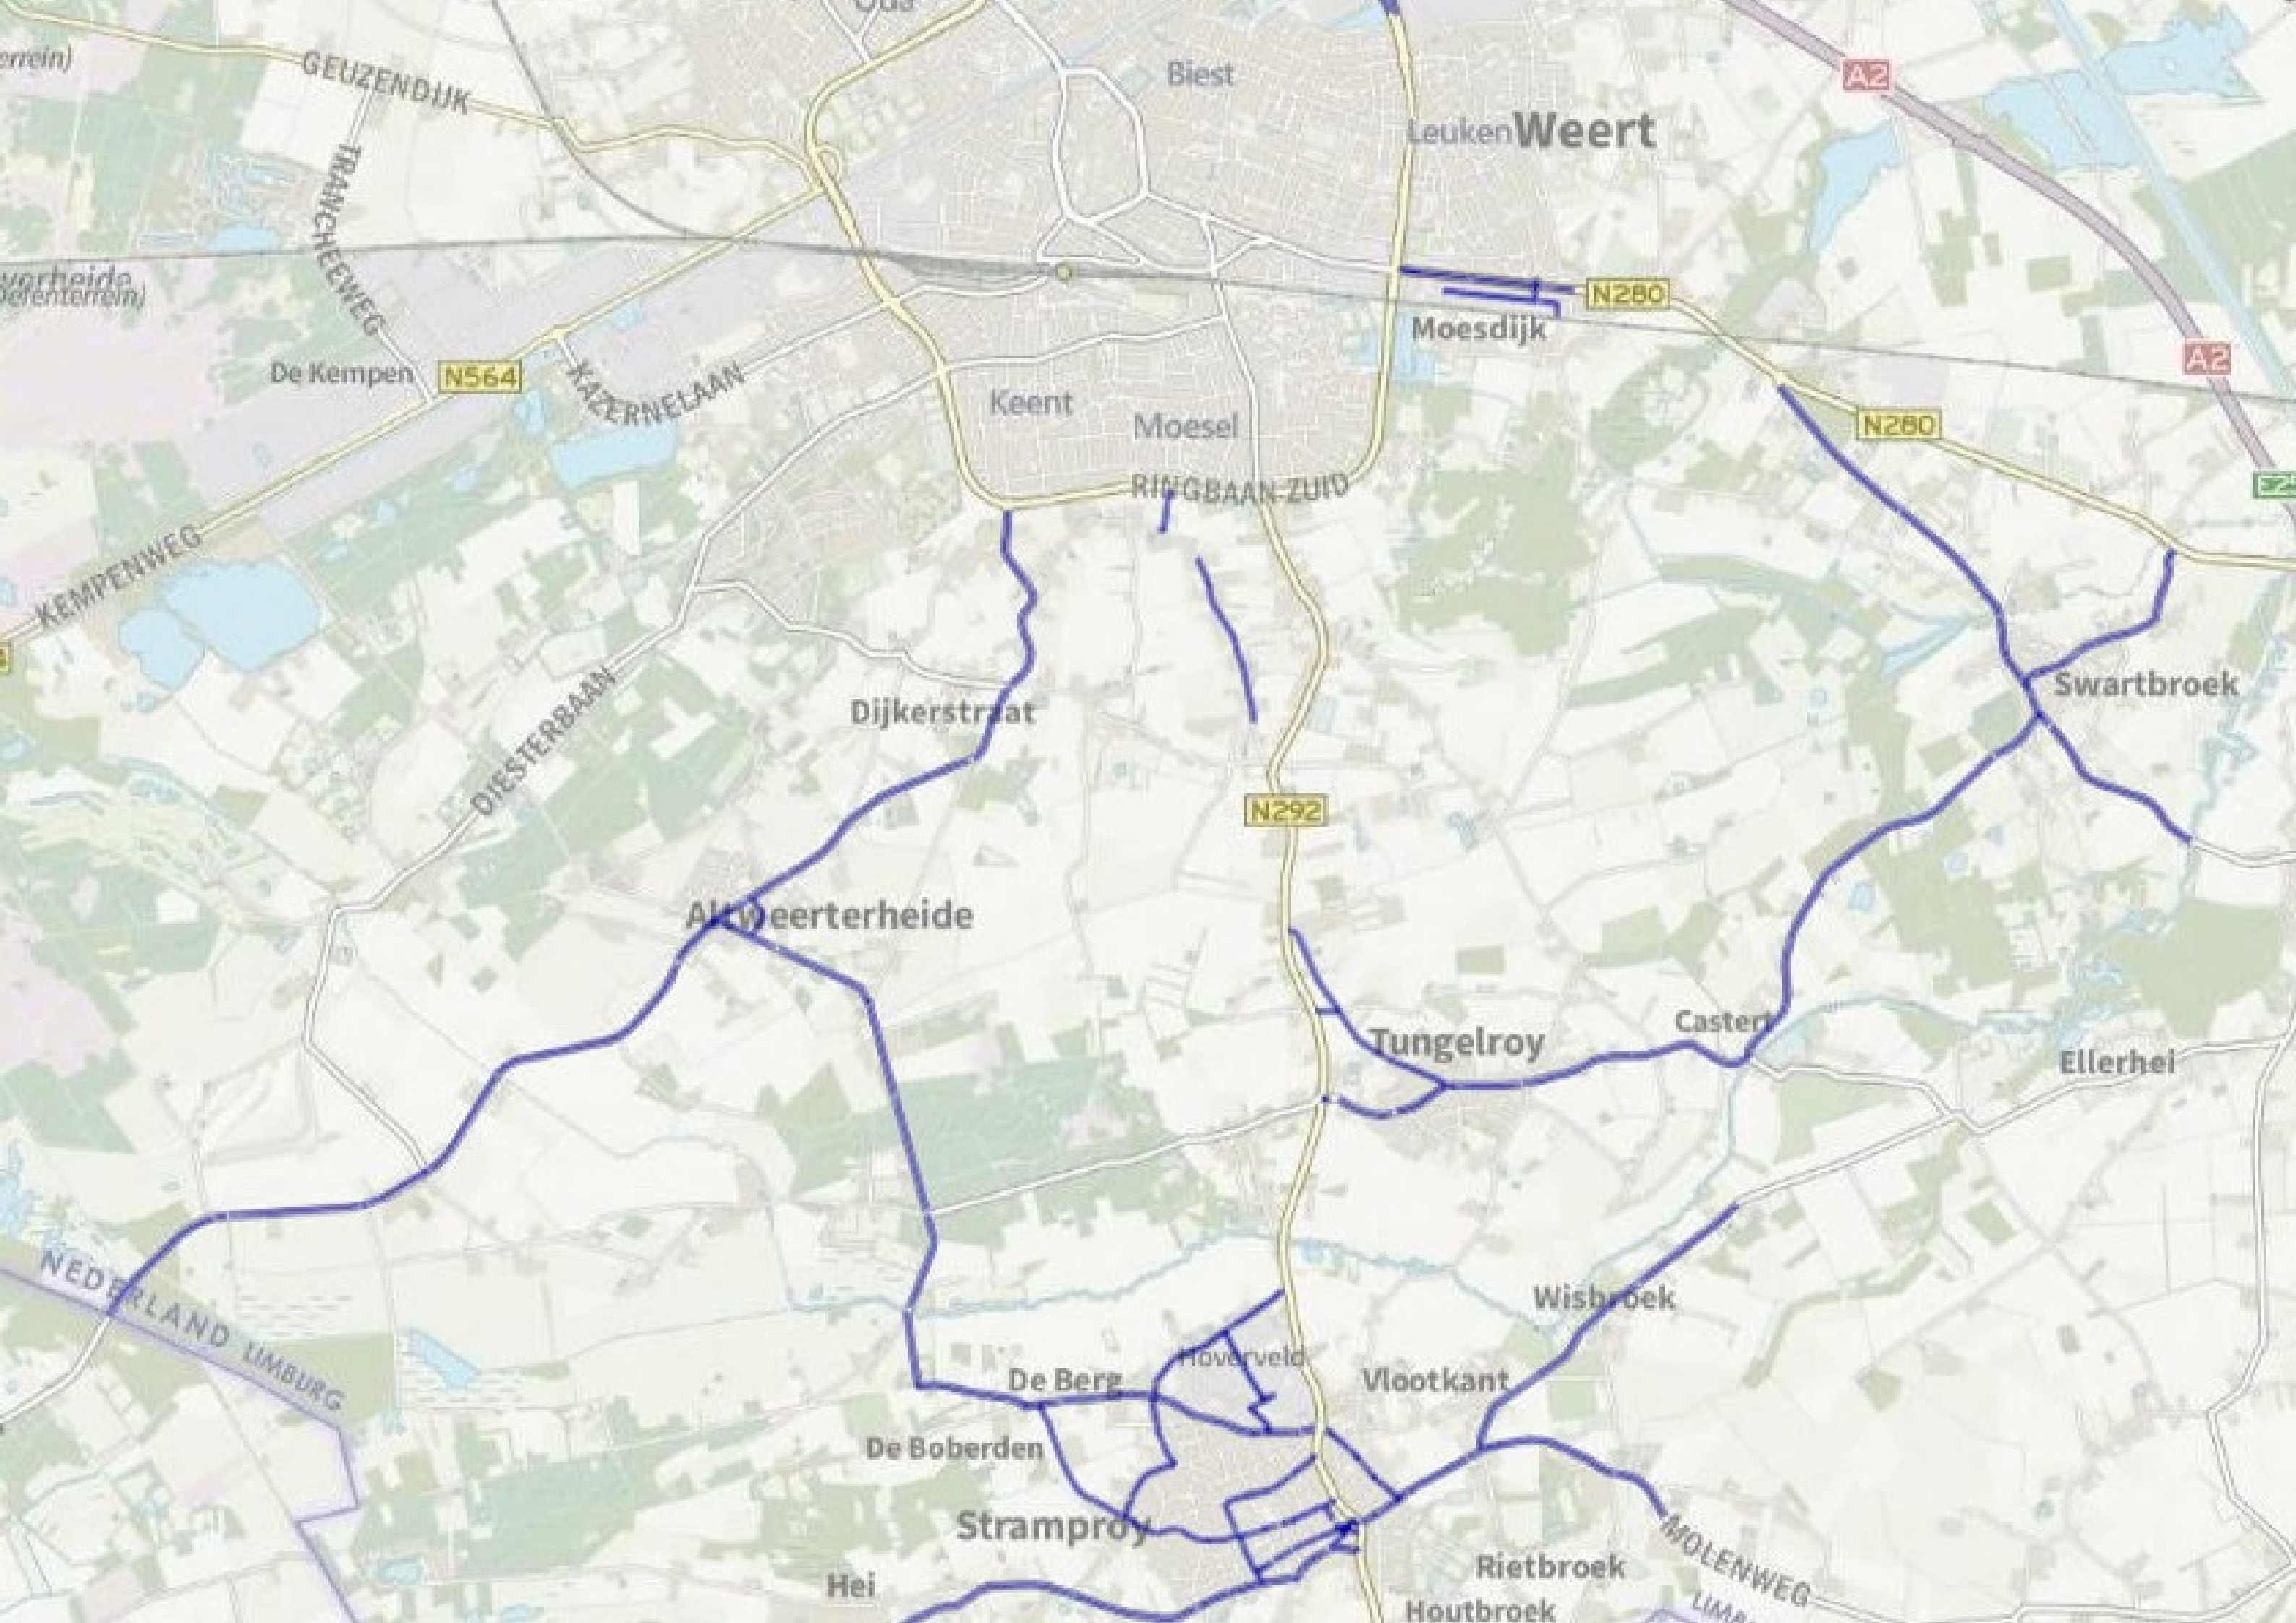 Biest
GEUZENDIJK
A2
Leuken
Weert
TRANCHEEWEG
N280
Moesdijk
A2
De Kempen
N564
KAZERNELAAN
Keent
Moesel
N280
RINGBAAN-ZUID
KEMPENWEG
DIESTERBAAN
Dijkerstraat
Swartbroek
N292
Altweerterheide
Tungelroy
Castert
Ellerhei
NEDERLAND
LIMBURG
Wisbroek
Hoverveld
De Berg
Vlootkant
De Boberden
Stramproy
MOLENWEG
Hei
Rietbroek
Houtbroek